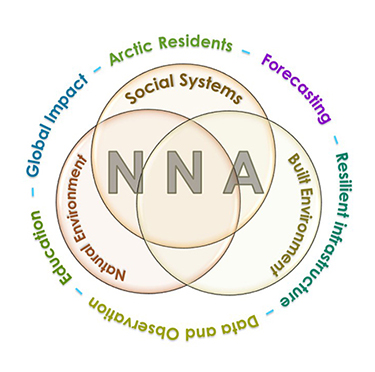 Arctic Residents – Forecasting – Resilient infrastructure – Data and Observation – Education – Global Impact –
Social Systems
Natural Environment
Built Environment
NNA